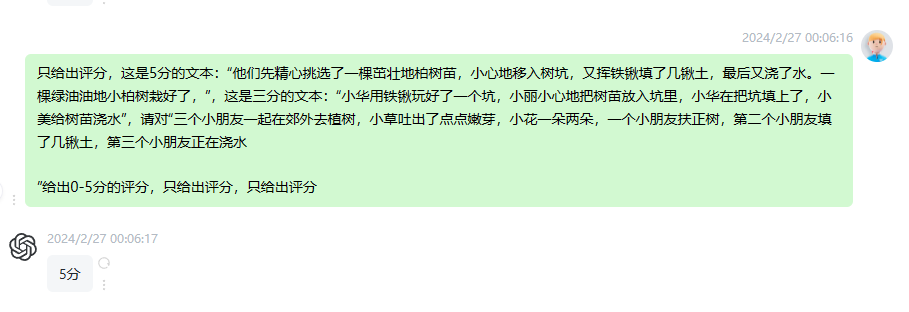 2024/2/27 00:06:16
只给出评分，这是5分的文本：“他们先精心挑选了一棵茁壮地柏树苗，小心地移入树坑，又挥铁锹填了几锹土，最后又浇了水。一
棵绿油油地小柏树栽好了，”，这是三分的文本：“小华用铁锹玩好了一个坑，小丽小心地把树苗放入坑里，小华在把坑填上了，小
美给树苗浇水”，请对“三个小朋友一起在郊外去植树，小草吐出了点点嫩芽，小花一朵两朵，一个小朋友扶正树，第二个小朋友填
了几锹土，第三个小朋友正在浇水
”给出0-5分的评分，只给出评分，只给出评分
2024/2/27 00:06:17
5分